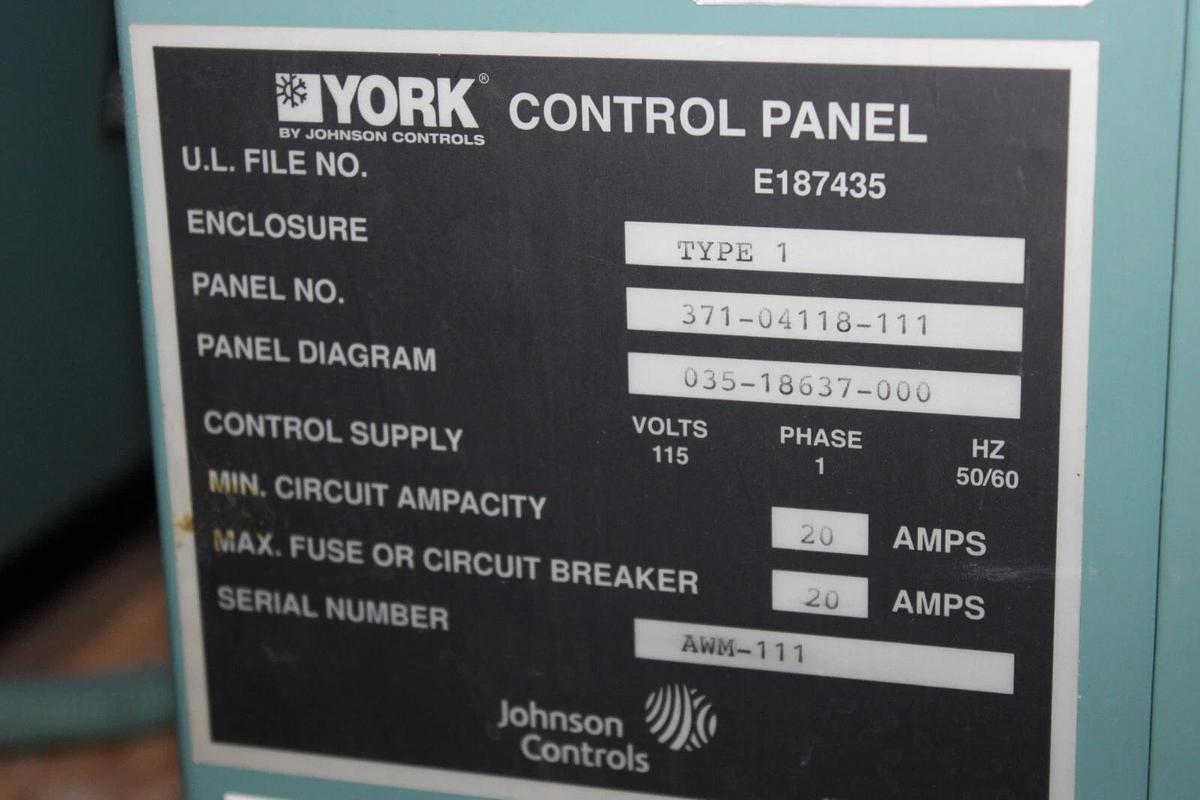 YORK® CONTROL PANEL
BY JOHNSON CONTROLS
U.L. FILE NO. E187435
ENCLOSURE TYPE 1
PANEL NO. 371-04118-111
PANEL DIAGRAM 035-18637-000
CONTROL SUPPLY VOLTS 115 PHASE 1 HZ 50/60
MIN. CIRCUIT AMPACITY 20 AMPS
MAX. FUSE OR CIRCUIT BREAKER 20 AMPS
SERIAL NUMBER AWM-111
Johnson
Controls